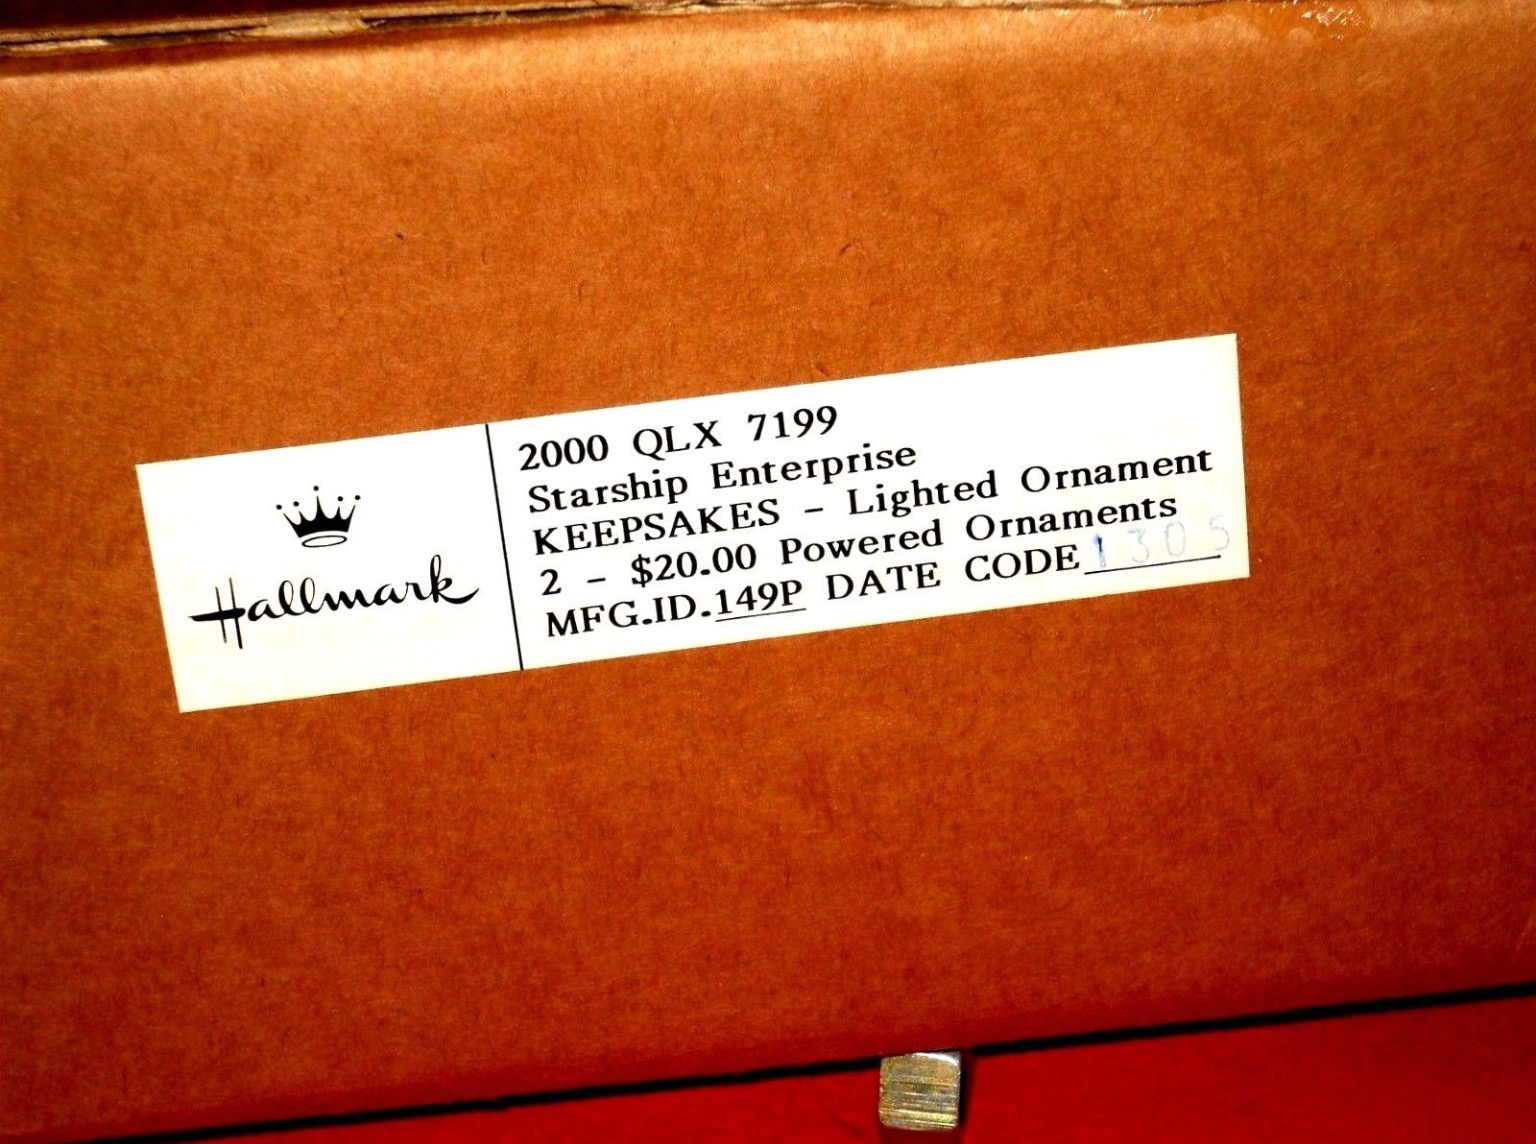 Hallmark
2000 QLX 7199
Starship Enterprise
KEEPSAKES - Lighted Ornament
2 - $20.00 Powered Ornaments
MFG.ID.149P DATE CODE 1305